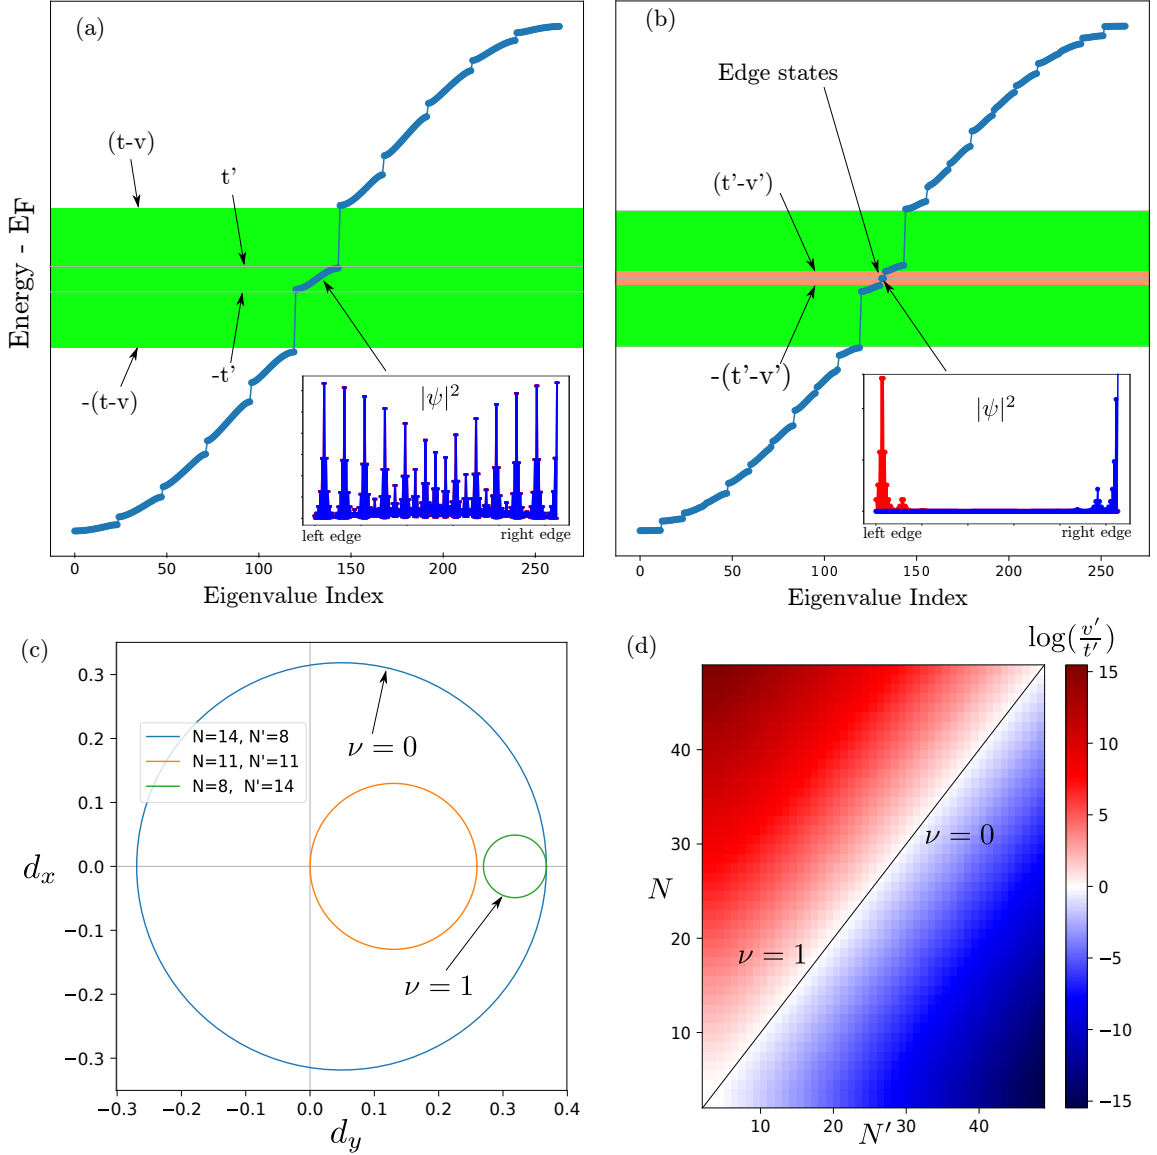 (a)
(t-v)
t'
-t'
-(t-v)
Energy - EF
|ψ|²
left edge
right edge
0
50
100
150
200
250
Eigenvalue Index
(b)
Edge states
(t'-v')
-(t'-v')
|ψ|²
left edge
right edge
0
50
100
150
200
250
Eigenvalue Index
(c)
0.3
0.2
0.1
0.0
−0.1
−0.2
−0.3
N=14, N'=8
N=11, N'=11
N=8, N'=14
ν = 0
ν = 1
dx
−0.3
−0.2
−0.1
0.0
0.1
0.2
0.3
0.4
dy
(d)
log(v′/t′)
40
30
20
10
N
ν = 0
ν = 1
10
20
30
40
N′
15
10
5
0
−5
−10
−15